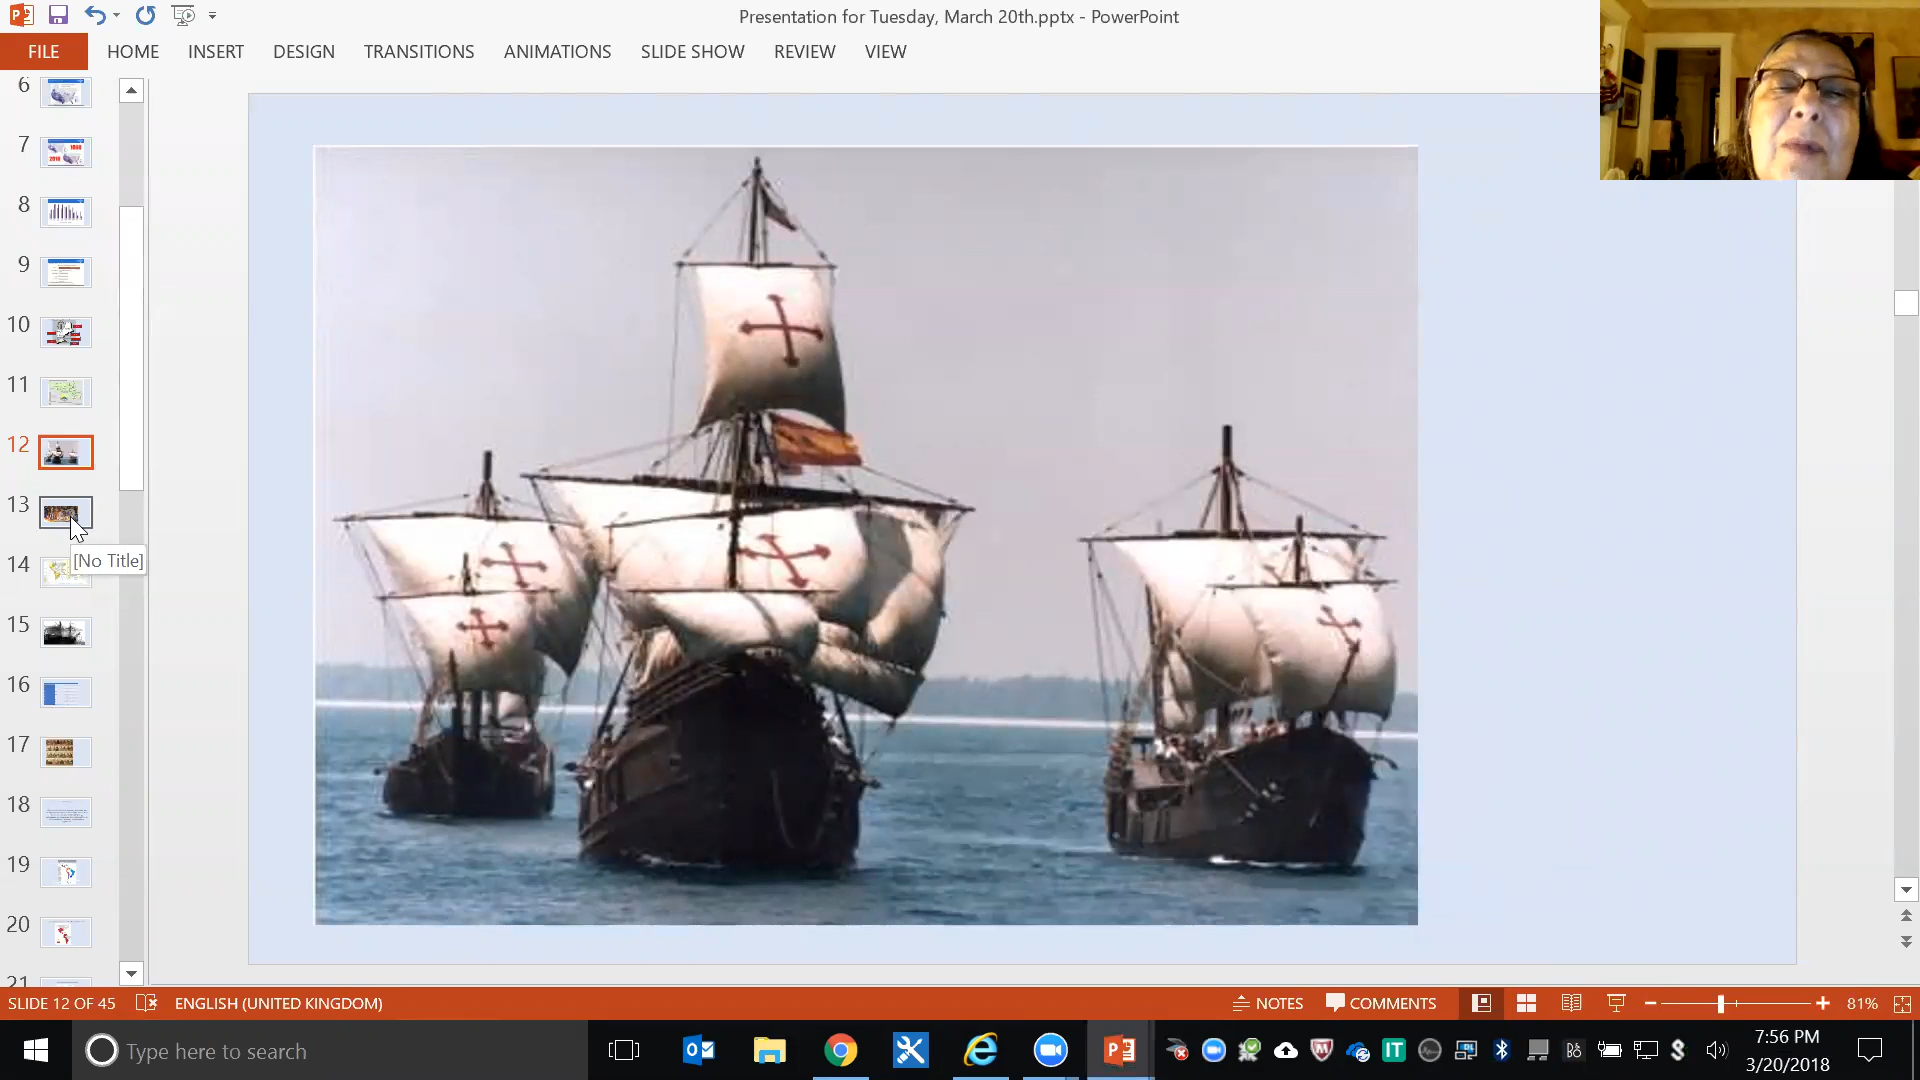 Presentation for Tuesday, March 20th.pptx - PowerPoint
FILE HOME INSERT DESIGN TRANSITIONS ANIMATIONS SLIDE SHOW REVIEW VIEW
6
7
8
9
10
11
12
13
[No Title]
14
15
16
17
18
19
20
21
SLIDE 12 OF 45 ENGLISH (UNITED KINGDOM) NOTES COMMENTS 81%
Type here to search
7:56 PM
3/20/2018